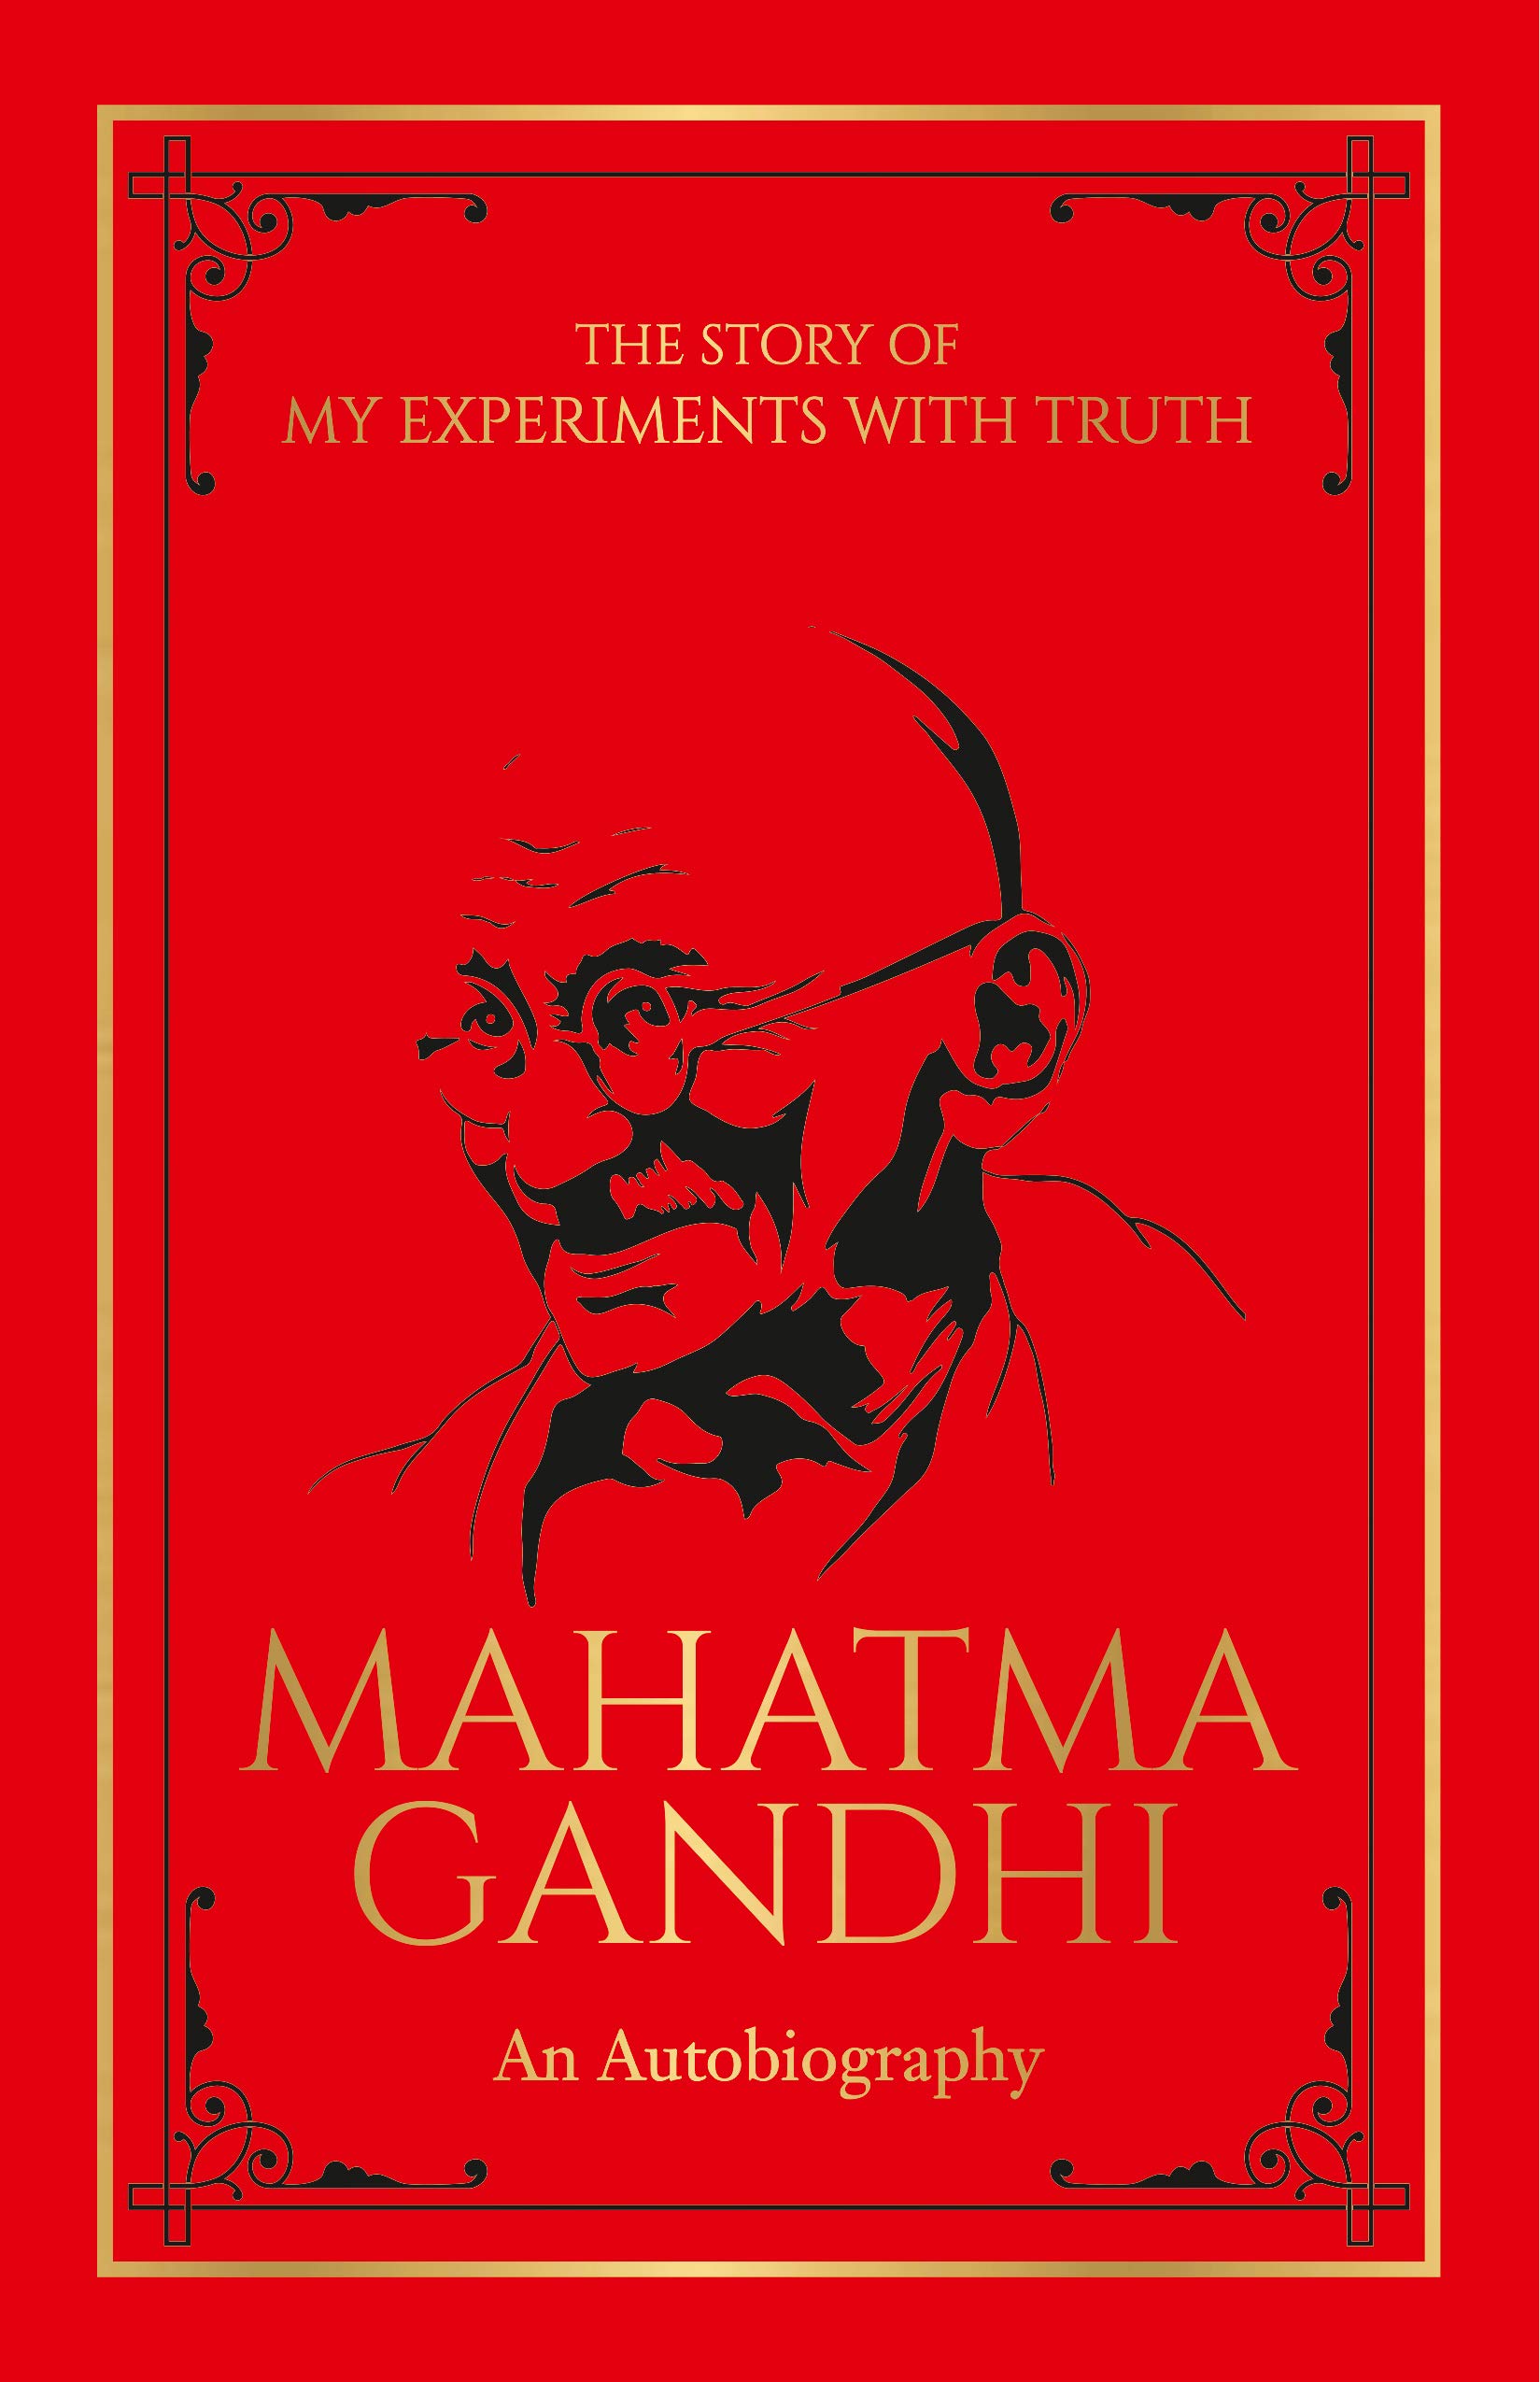 THE STORY OF
MY EXPERIMENTS WITH TRUTH
MAHATMA
GANDHI
An Autobiography